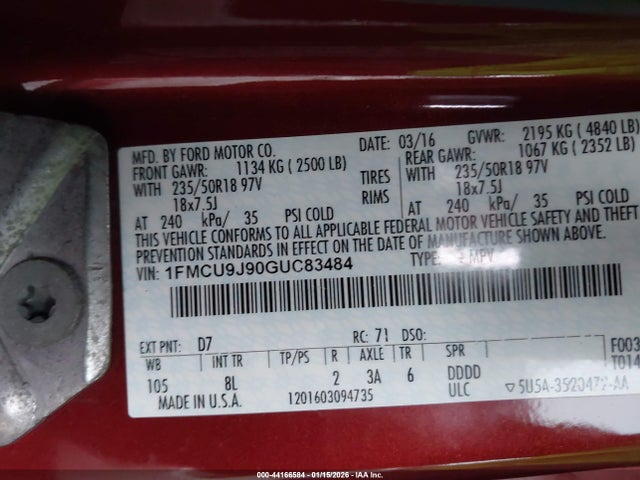 MFD. BY FORD MOTOR CO. DATE: 03/16 GVWR: 2195 KG ( 4840 LB)
FRONT GAWR: 1134 KG ( 2500 LB) REAR GAWR: 1067 KG ( 2352 LB)
WITH 235/50R18 97V TIRES WITH 235/50R18 97V
18x7.5J RIMS 18x7.5J
AT 240 kPa/ 35 PSI COLD AT 240 kPa/ 35 PSI COLD
THIS VEHICLE CONFORMS TO ALL APPLICABLE FEDERAL MOTOR VEHICLE SAFETY AND THEFT
PREVENTION STANDARDS IN EFFECT ON THE DATE OF MANUFACTURE SHOWN ABOVE.
VIN: 1FMCU9J90GUC83484 TYPE: MPV
EXT PNT: D7 RC: 71 DSO: F003
WB INT TR TP/PS R AXLE TR SPR T014
105 8L 2 3A 6 DDDD
MADE IN U.S.A. 1201603094735 ULC
000-44166584 - 01/15/2026 - IAA Inc.